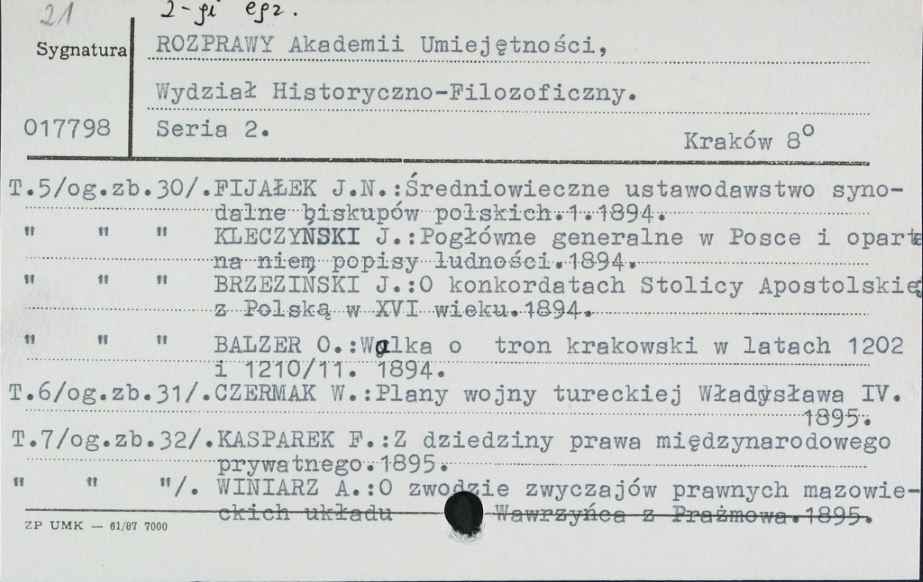 21 2-gi egz.
Sygnatura ROZPRAWY Akademii Umiejętności,
Wydział Historyczno-Filozoficzny.
017798 Seria 2.
Kraków 8°
T.5/og.zb.30/.FIJAŁEK J.N.:Średniowieczne ustawodawstwo syno-
dalne biskupów polskich.1.1894.
" " " KLECZYŃSKI J.:Pogłówne generalne w Posce i oparte
na niem popisy ludności.1894.
" " " BRZEZIŃSKI J.:O konkordatach Stolicy Apostolskiej
z Polską w XVI wieku.1894.
" " " BALZER O.:Walka o tron krakowski w latach 1202
i 1210/11. 1894.
T.6/og.zb.31/.CZERMAK W.:Plany wojny tureckiej Władysława IV.
1895.
T.7/og.zb.32/.KASPAREK F.:Z dziedziny prawa międzynarodowego
prywatnego.1895.
" " "/. WINIARZ A.:O zwodzie zwyczajów prawnych mazowie-
ckich układu Wawrzyńca z Prażmowa.1895.
ZP UMK — 61/67 7000